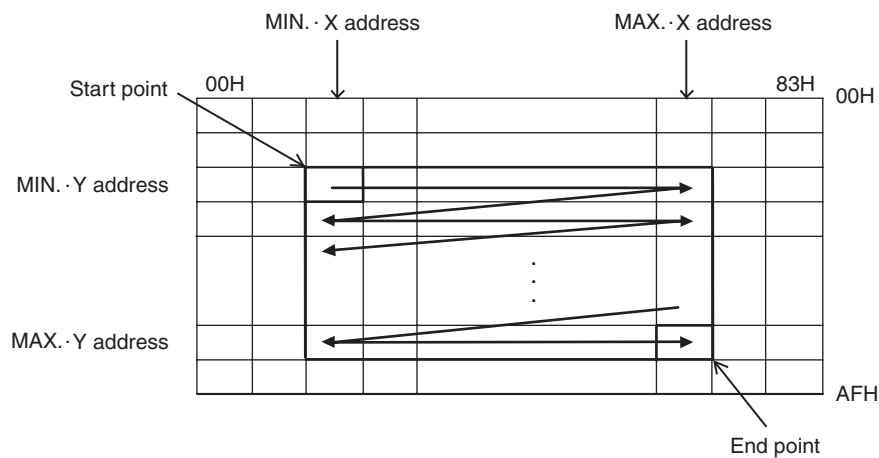 MIN. · X address
MAX. · X address
Start point
00H
83H
00H
MIN. · Y address
MAX. · Y address
AFH
End point